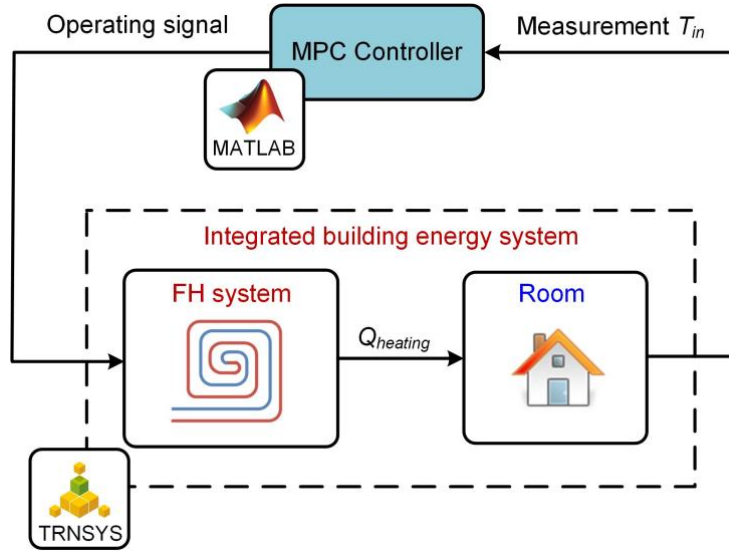 Operating signal
MPC Controller
Measurement T_in
MATLAB
Integrated building energy system
FH system
Room
Q_heating
TRNSYS